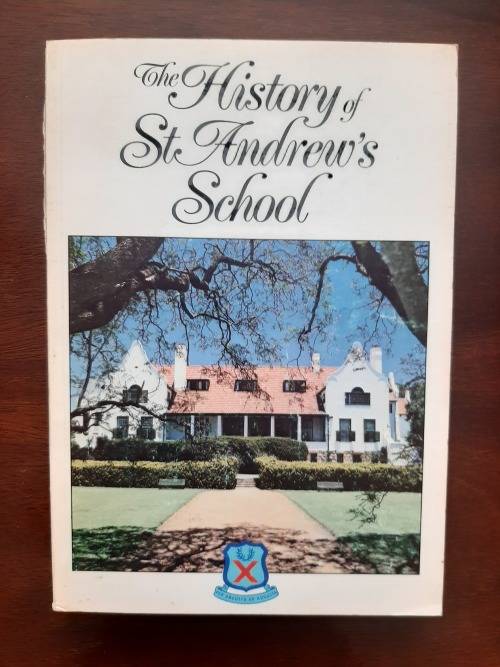 The History of
St Andrew's
School